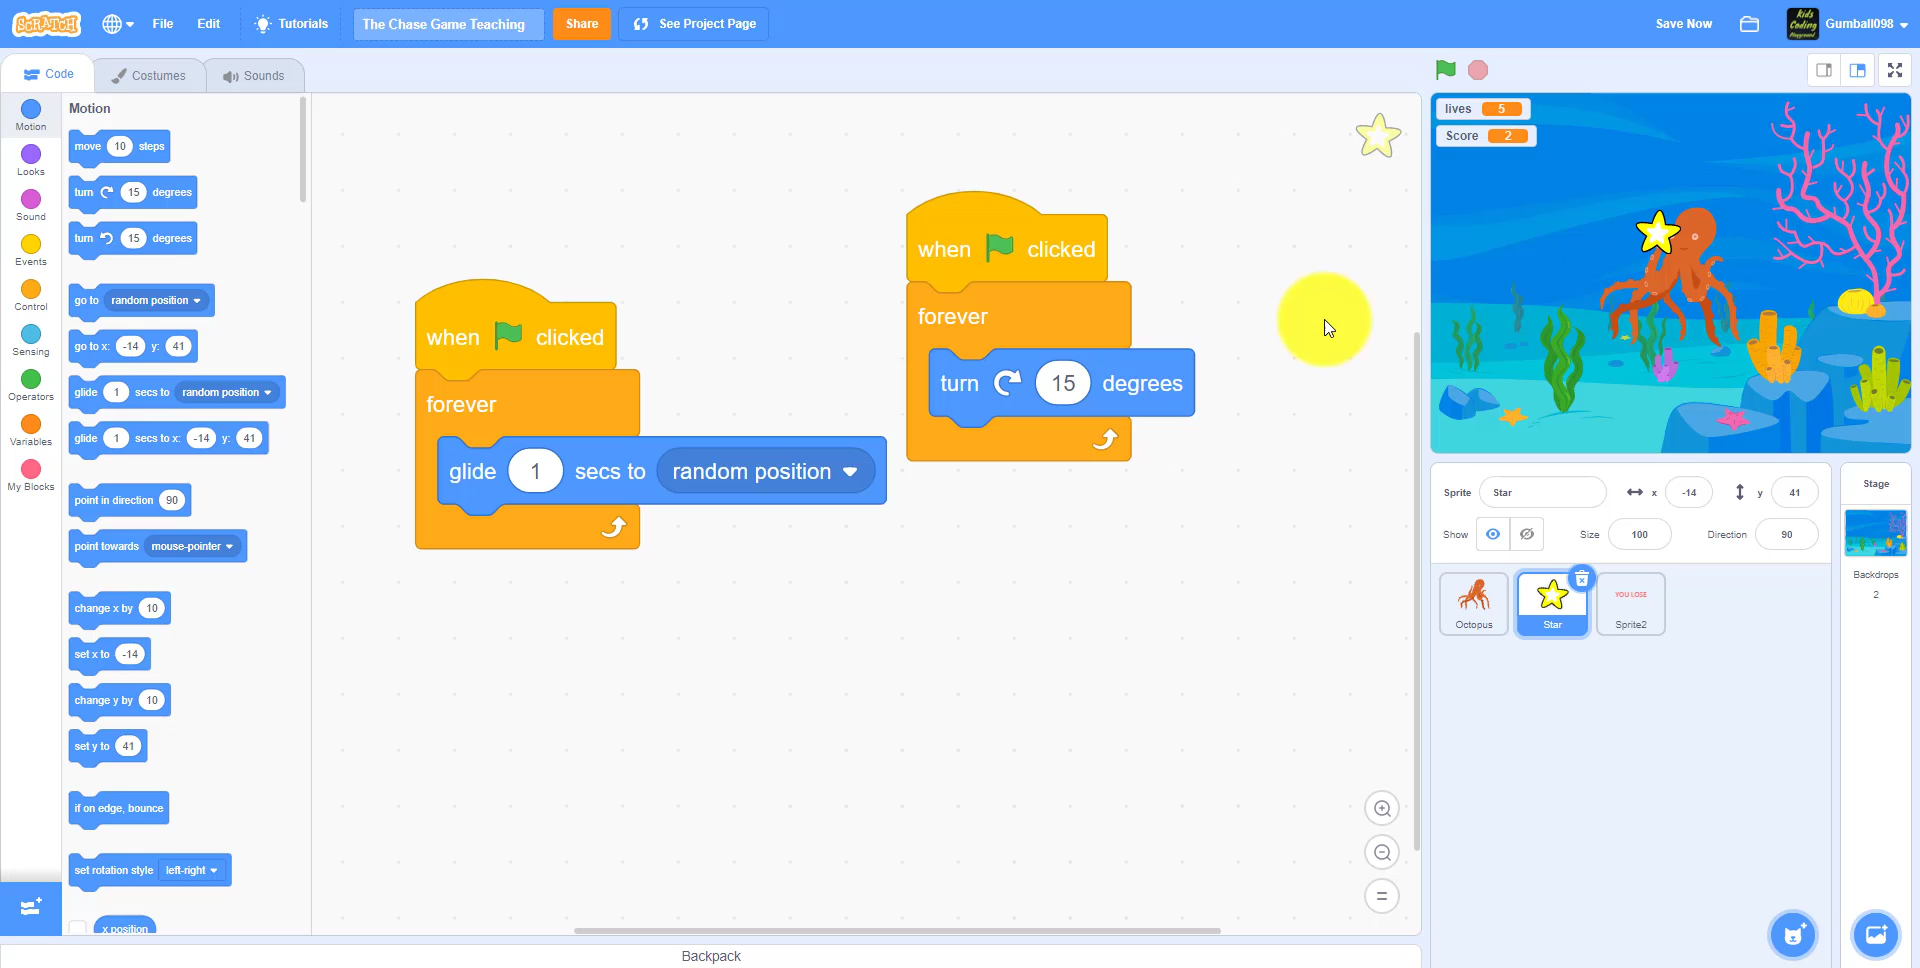 SCRATCH
File
Edit
Tutorials
The Chase Game Teaching
Share
See Project Page
Save Now
Kids
Coding
Playground
Gumball098
Code
Costumes
Sounds
Motion
Looks
Sound
Events
Control
Sensing
Operators
Variables
My Blocks
Motion
move 10 steps
turn 15 degrees
turn 15 degrees
go to random position
go to x: -14 y: 41
glide 1 secs to random position
glide 1 secs to x: -14 y: 41
point in direction 90
point towards mouse-pointer
change x by 10
set x to -14
change y by 10
set y to 41
if on edge, bounce
set rotation style left-right
x position
when clicked
forever
glide 1 secs to random position
when clicked
forever
turn 15 degrees
Backpack
lives 5
Score 2
Sprite Star x -14 y 41
Show Size 100 Direction 90
Octopus
Star
YOU LOSE
Sprite2
Stage
Backdrops
2